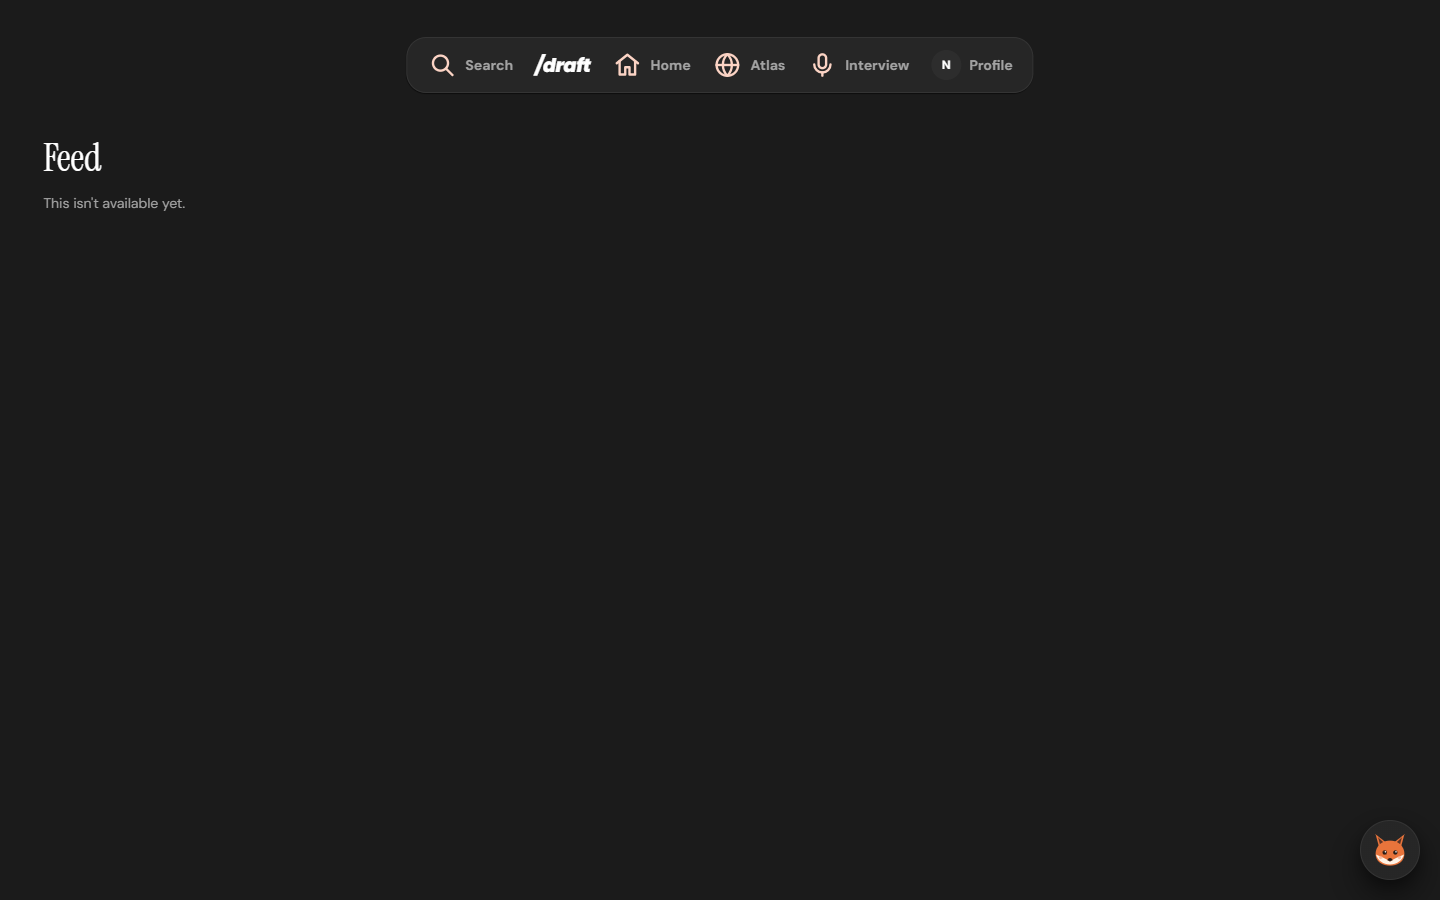 Search
/draft
Home
Atlas
Interview
N
Profile
Feed
This isn't available yet.